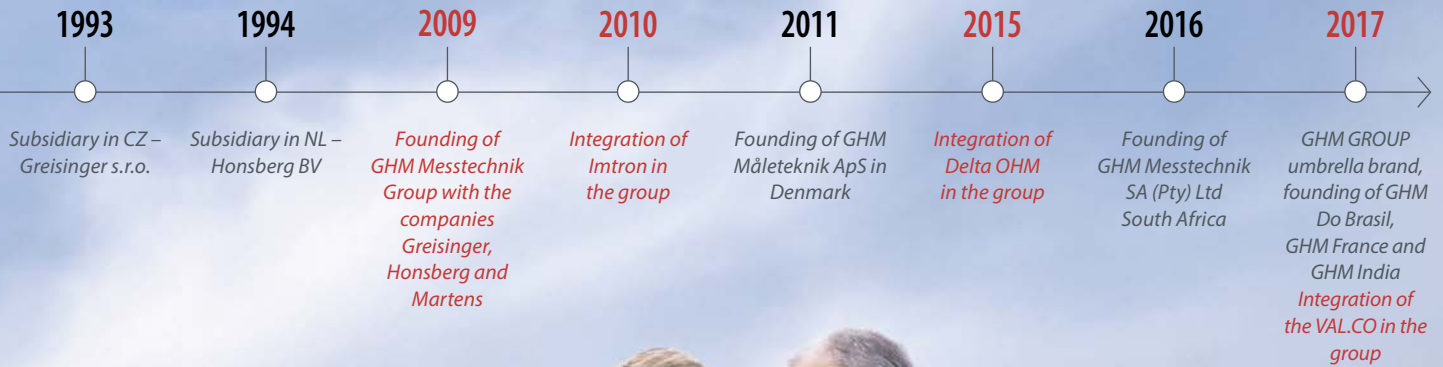 1993
1994
2009
2010
2011
2015
2016
2017
Subsidiary in CZ –
Greisinger s.r.o.
Subsidiary in NL –
Honsberg BV
Founding of
GHM Messtechnik
Group with the
companies
Greisinger,
Honsberg and
Martens
Integration of
Imtron in
the group
Founding of GHM
Måleteknik ApS in
Denmark
Integration of
Delta OHM
in the group
Founding of
GHM Messtechnik
SA (Pty) Ltd
South Africa
GHM GROUP
umbrella brand,
founding of GHM
Do Brasil,
GHM France and
GHM India
Integration of
the VAL.CO in the
group